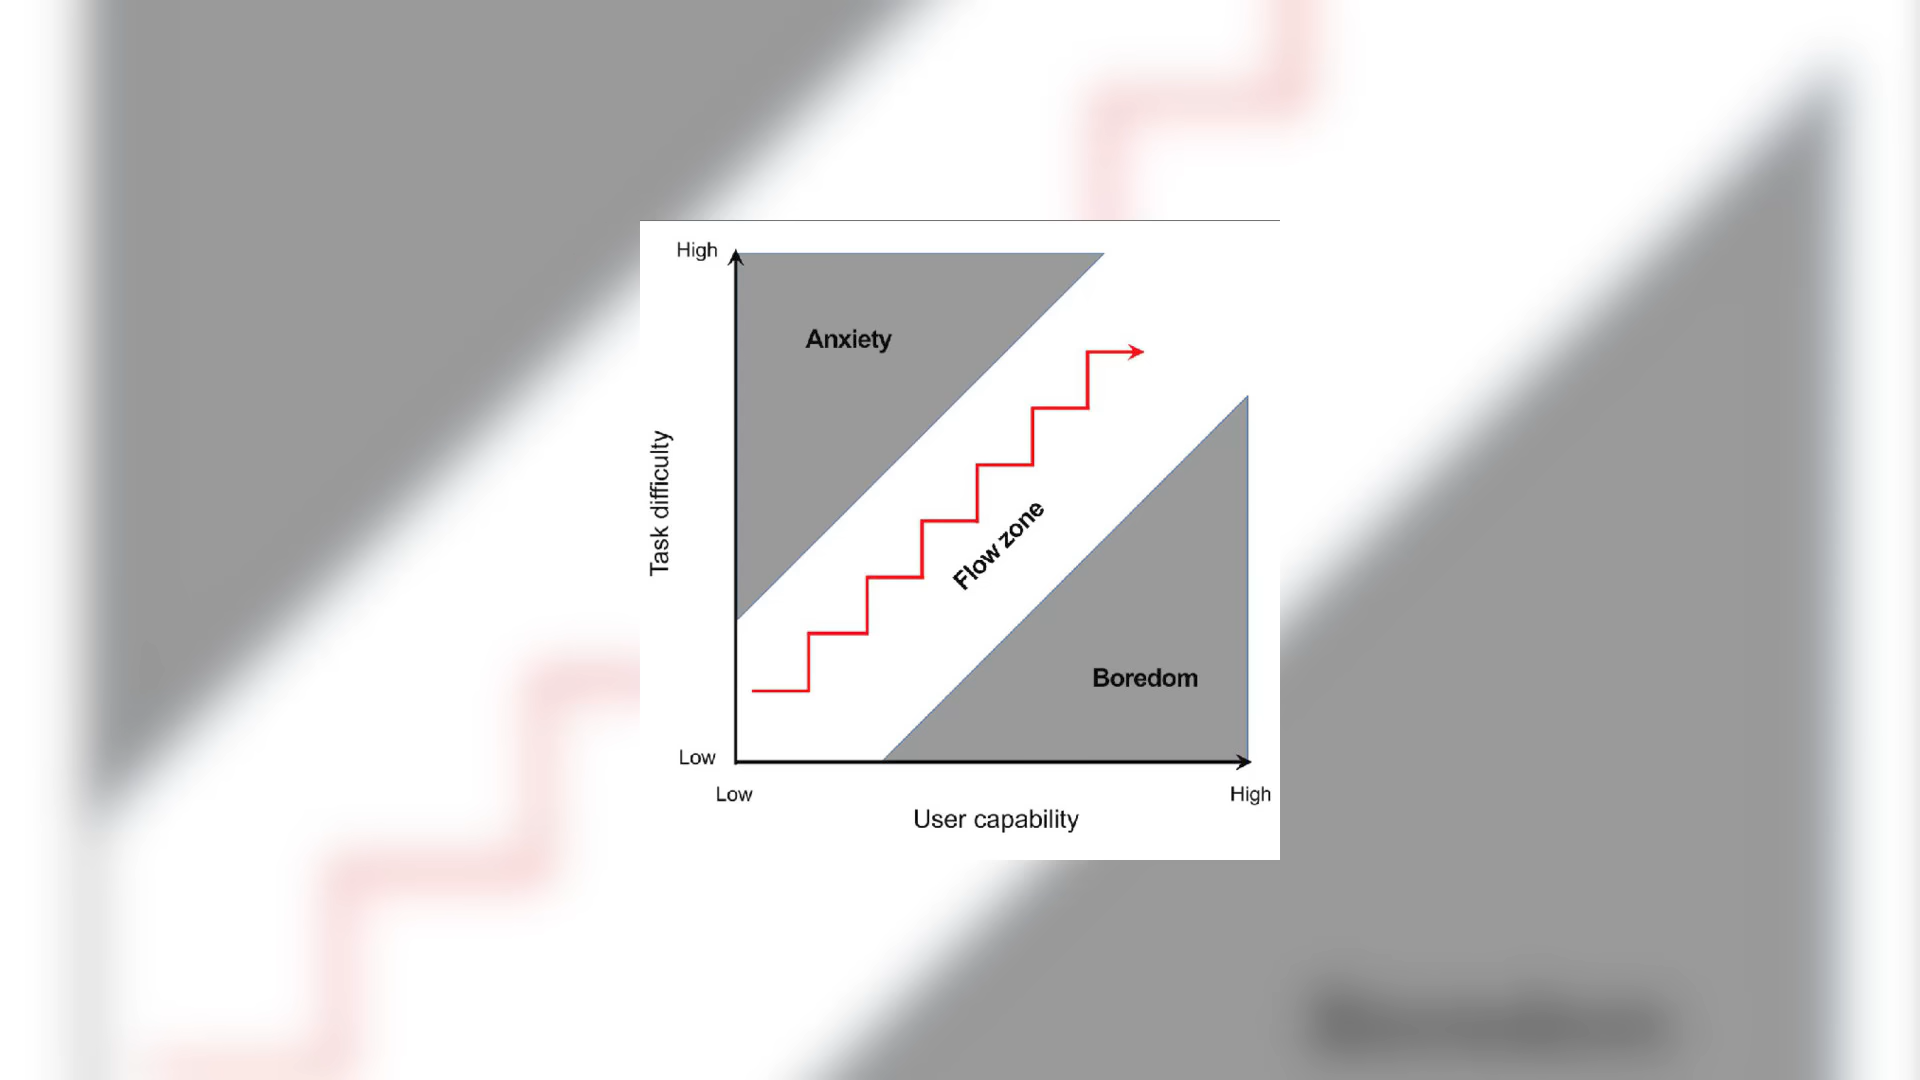 High
Anxiety
Task difficulty
Flow zone
Boredom
Low
Low
High
User capability